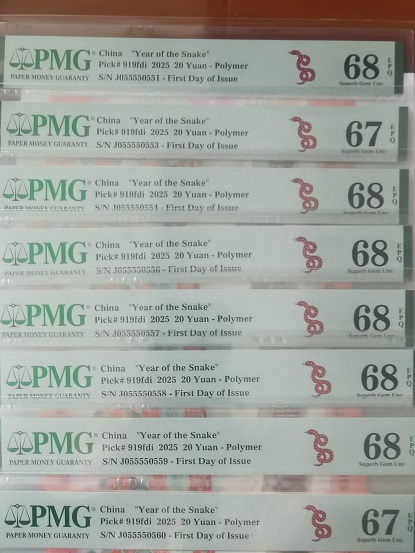 PMG
PAPER MONEY GUARANTY
China "Year of the Snake"
Pick# 919fdi 2025 20 Yuan - Polymer
S/N J055550551 - First Day of Issue
68 EPQ
Superb Gem Unc
PMG
PAPER MONEY GUARANTY
China "Year of the Snake"
Pick# 919fdi 2025 20 Yuan - Polymer
S/N J055550553 - First Day of Issue
67 EPQ
Superb Gem Unc
PMG
PAPER MONEY GUARANTY
China "Year of the Snake"
Pick# 919fdi 2025 20 Yuan - Polymer
S/N J055550554 - First Day of Issue
68 EPQ
Superb Gem Unc
PMG
PAPER MONEY GUARANTY
China "Year of the Snake"
Pick# 919fdi 2025 20 Yuan - Polymer
S/N J055550556 - First Day of Issue
68 EPQ
Superb Gem Unc
PMG
PAPER MONEY GUARANTY
China "Year of the Snake"
Pick# 919fdi 2025 20 Yuan - Polymer
S/N J055550557 - First Day of Issue
68 EPQ
Superb Gem Unc
PMG
PAPER MONEY GUARANTY
China "Year of the Snake"
Pick# 919fdi 2025 20 Yuan - Polymer
S/N J055550558 - First Day of Issue
68 EPQ
Superb Gem Unc
PMG
PAPER MONEY GUARANTY
China "Year of the Snake"
Pick# 919fdi 2025 20 Yuan - Polymer
S/N J055550559 - First Day of Issue
68 EPQ
Superb Gem Unc
PMG
PAPER MONEY GUARANTY
China "Year of the Snake"
Pick# 919fdi 2025 20 Yuan - Polymer
S/N J055550560 - First Day of Issue
67 EPQ
Superb Gem Unc